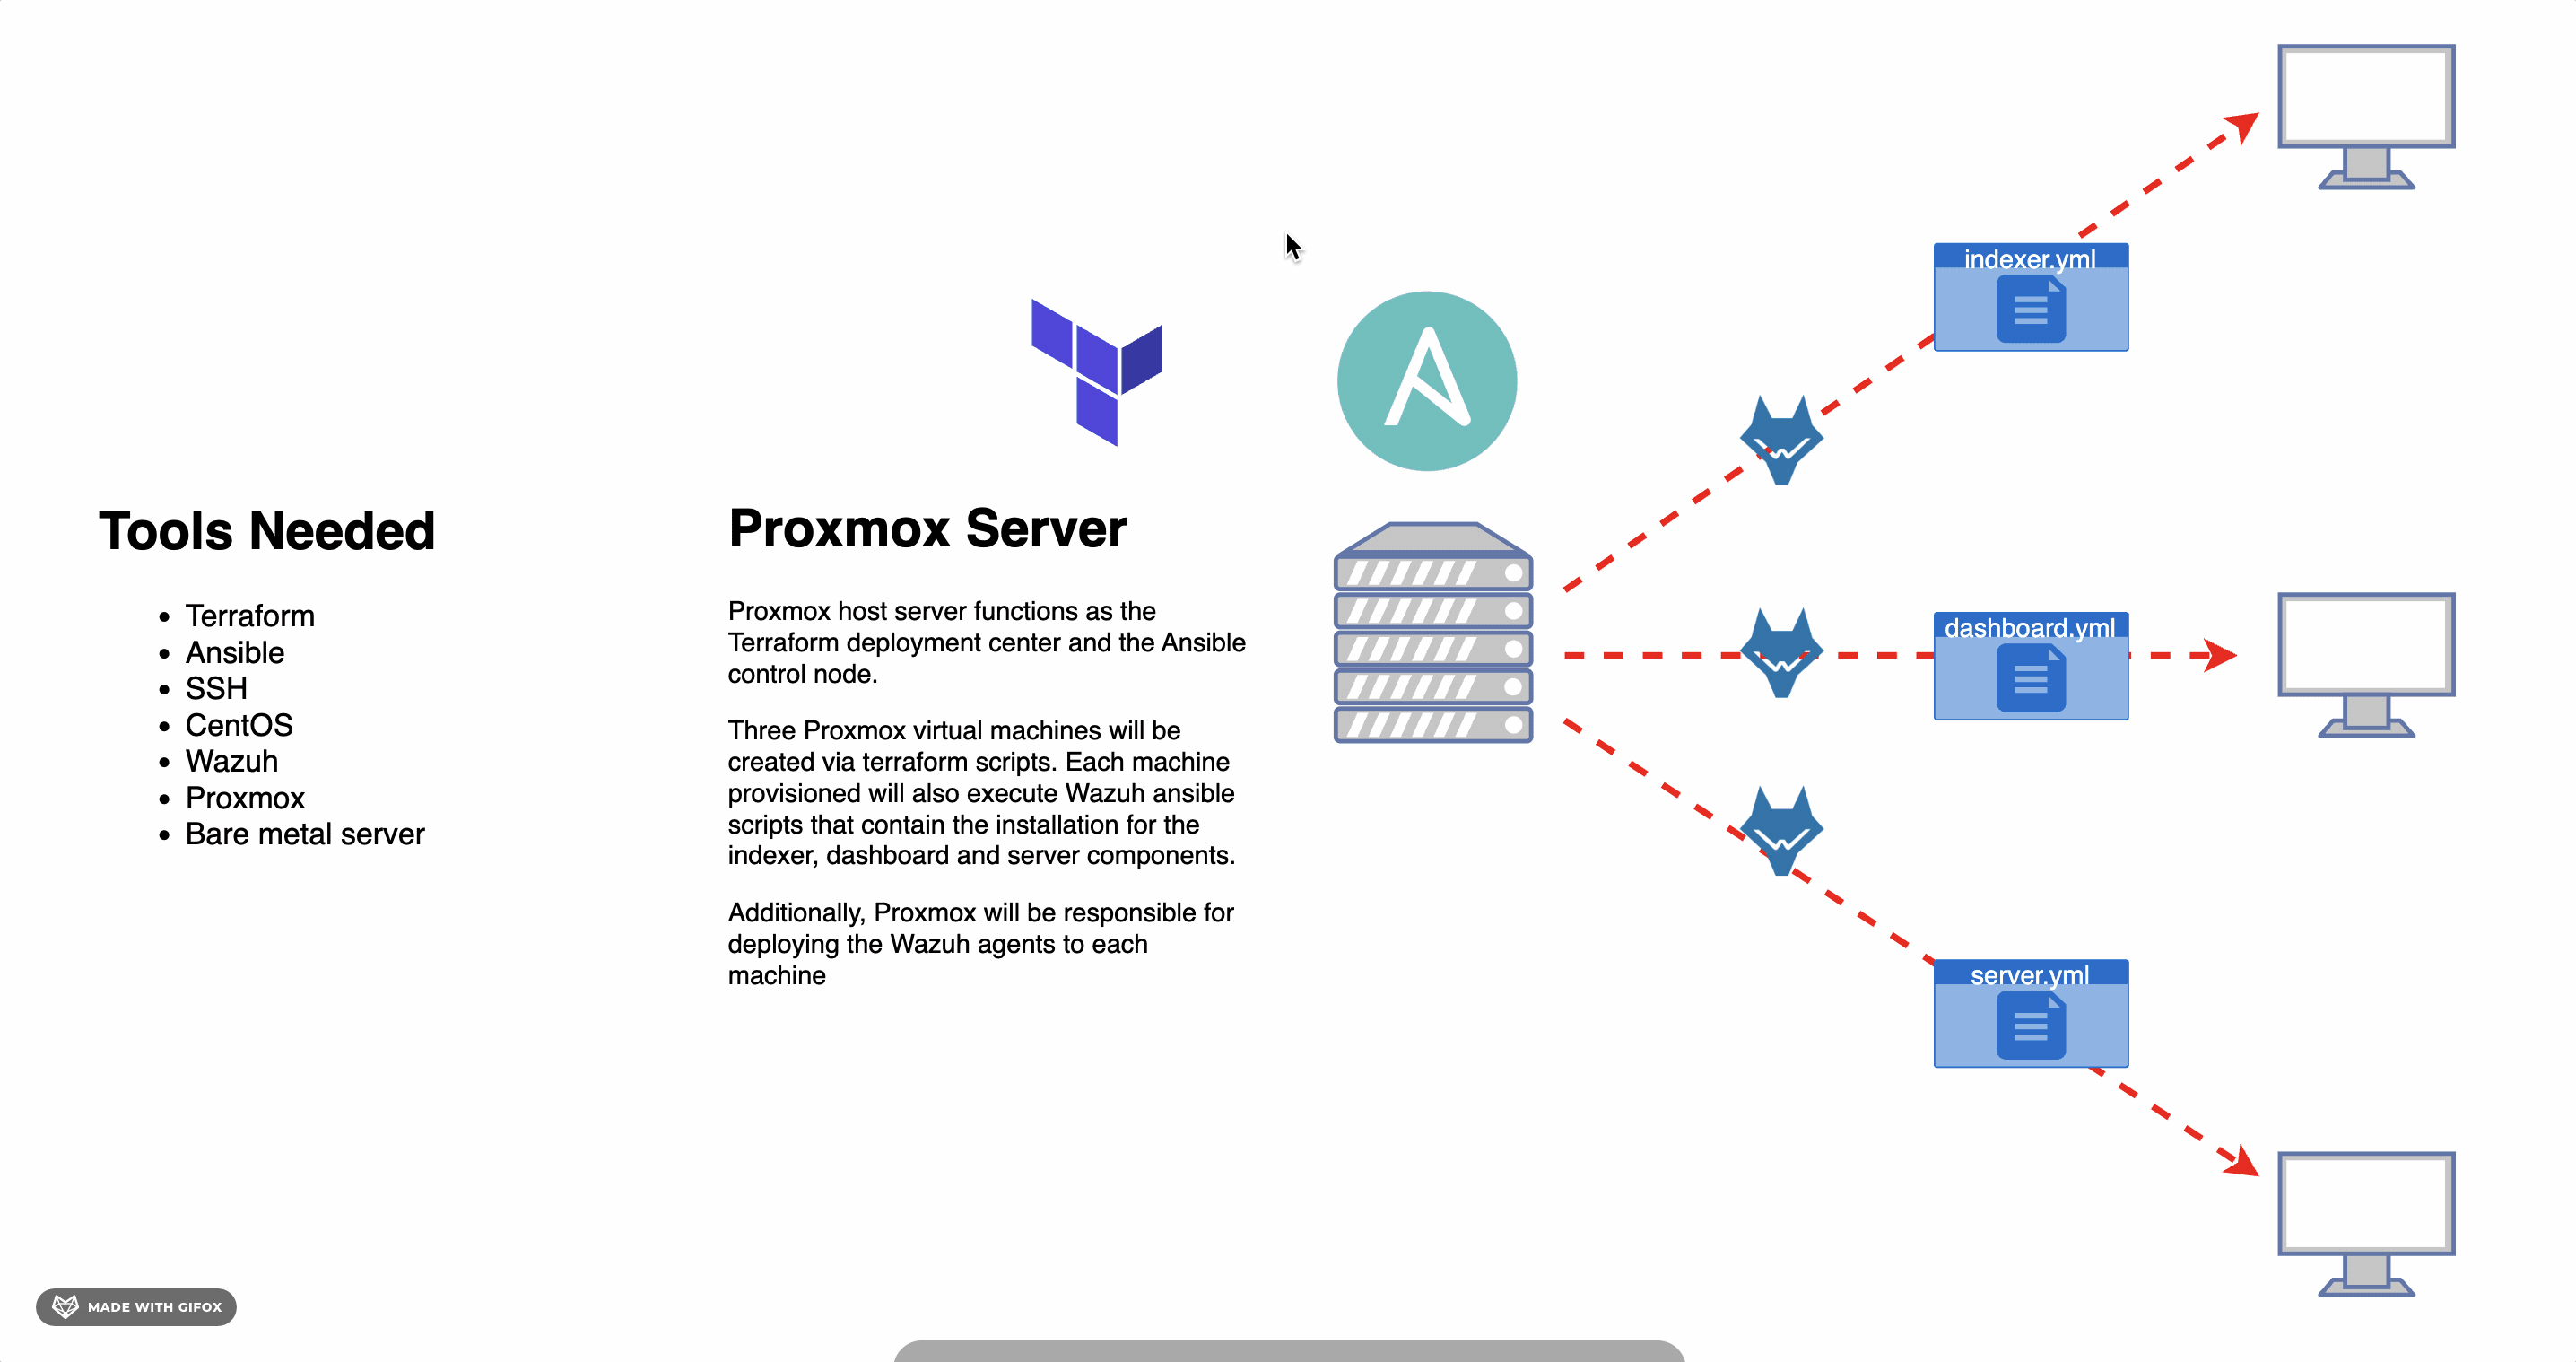 Tools Needed
Terraform
Ansible
SSH
CentOS
Wazuh
Proxmox
Bare metal server
Proxmox Server
Proxmox host server functions as the
Terraform deployment center and the Ansible
control node.
Three Proxmox virtual machines will be
created via terraform scripts. Each machine
provisioned will also execute Wazuh ansible
scripts that contain the installation for the
indexer, dashboard and server components.
Additionally, Proxmox will be responsible for
deploying the Wazuh agents to each
machine
indexer.yml
dashboard.yml
server.yml
MADE WITH GIFOX